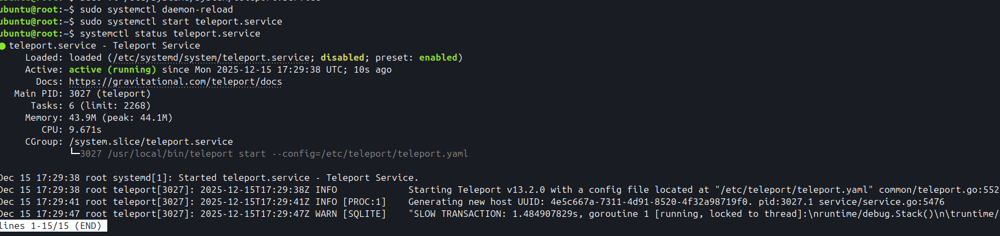 ubuntu@root:~$ sudo systemctl daemon-reload
ubuntu@root:~$ sudo systemctl start teleport.service
ubuntu@root:~$ systemctl status teleport.service
● teleport.service - Teleport Service
Loaded: loaded (/etc/systemd/system/teleport.service; disabled; preset: enabled)
Active: active (running) since Mon 2025-12-15 17:29:38 UTC; 10s ago
Docs: https://gravitational.com/teleport/docs
Main PID: 3027 (teleport)
Tasks: 6 (limit: 2268)
Memory: 43.9M (peak: 44.1M)
CPU: 9.671s
CGroup: /system.slice/teleport.service
└─3027 /usr/local/bin/teleport start --config=/etc/teleport/teleport.yaml
Dec 15 17:29:38 root systemd[1]: Started teleport.service - Teleport Service.
Dec 15 17:29:38 root teleport[3027]: 2025-12-15T17:29:38Z INFO Starting Teleport v13.2.0 with a config file located at "/etc/teleport/teleport.yaml" common/teleport.go:552
Dec 15 17:29:41 root teleport[3027]: 2025-12-15T17:29:41Z INFO [PROC:1] Generating new host UUID: 4e5c667a-7311-4d91-8520-4f32a98719f0. pid:3027.1 service/service.go:5476
Dec 15 17:29:47 root teleport[3027]: 2025-12-15T17:29:47Z WARN [SQLITE] "SLOW TRANSACTION: 1.484907829s, goroutine 1 [running, locked to thread]:\nruntime/debug.Stack()\n\truntime/
lines 1-15/15 (END)